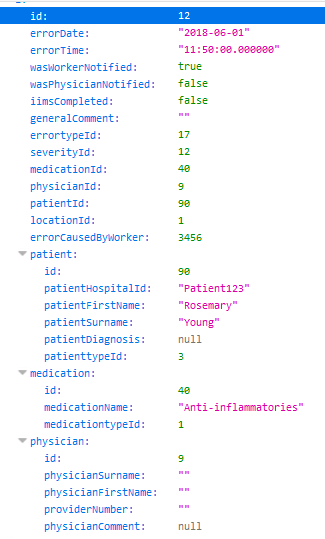 id: 12
errorDate: "2018-06-01"
errorTime: "11:50:00.000000"
wasWorkerNotified: true
wasPhysicianNotified: false
iimsCompleted: false
generalComment: ""
errortypeId: 17
severityId: 12
medicationId: 40
physicianId: 9
patientId: 90
locationId: 1
errorCausedByWorker: 3456
patient:
id: 90
patientHospitalId: "Patient123"
patientFirstName: "Rosemary"
patientSurname: "Young"
patientDiagnosis: null
patienttypeId: 3
medication:
id: 40
medicationName: "Anti-inflammatories"
medicationtypeId: 1
physician:
id: 9
physicianSurname: ""
physicianFirstName: ""
providerNumber: ""
physicianComment: null